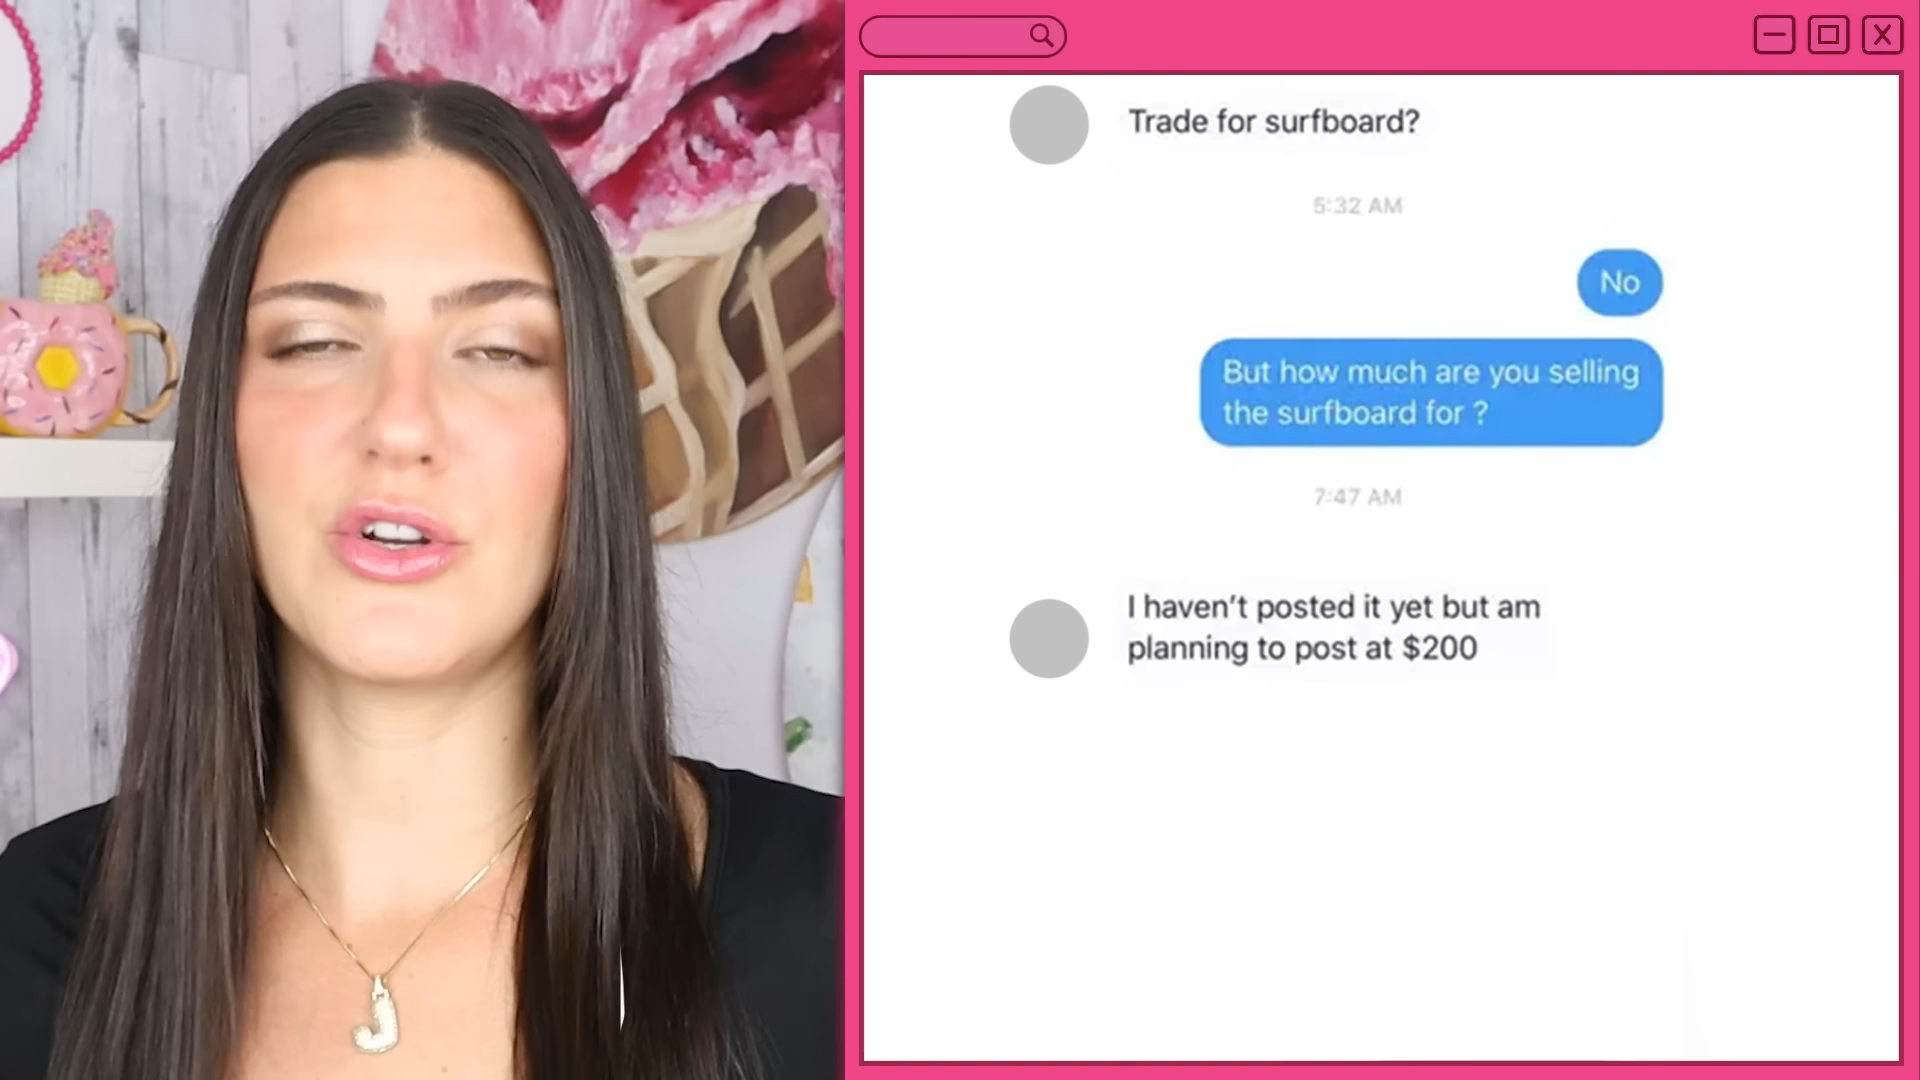 Trade for surfboard?
5:32 AM
No
But how much are you selling
the surfboard for ?
7:47 AM
I haven't posted it yet but am
planning to post at $200
J